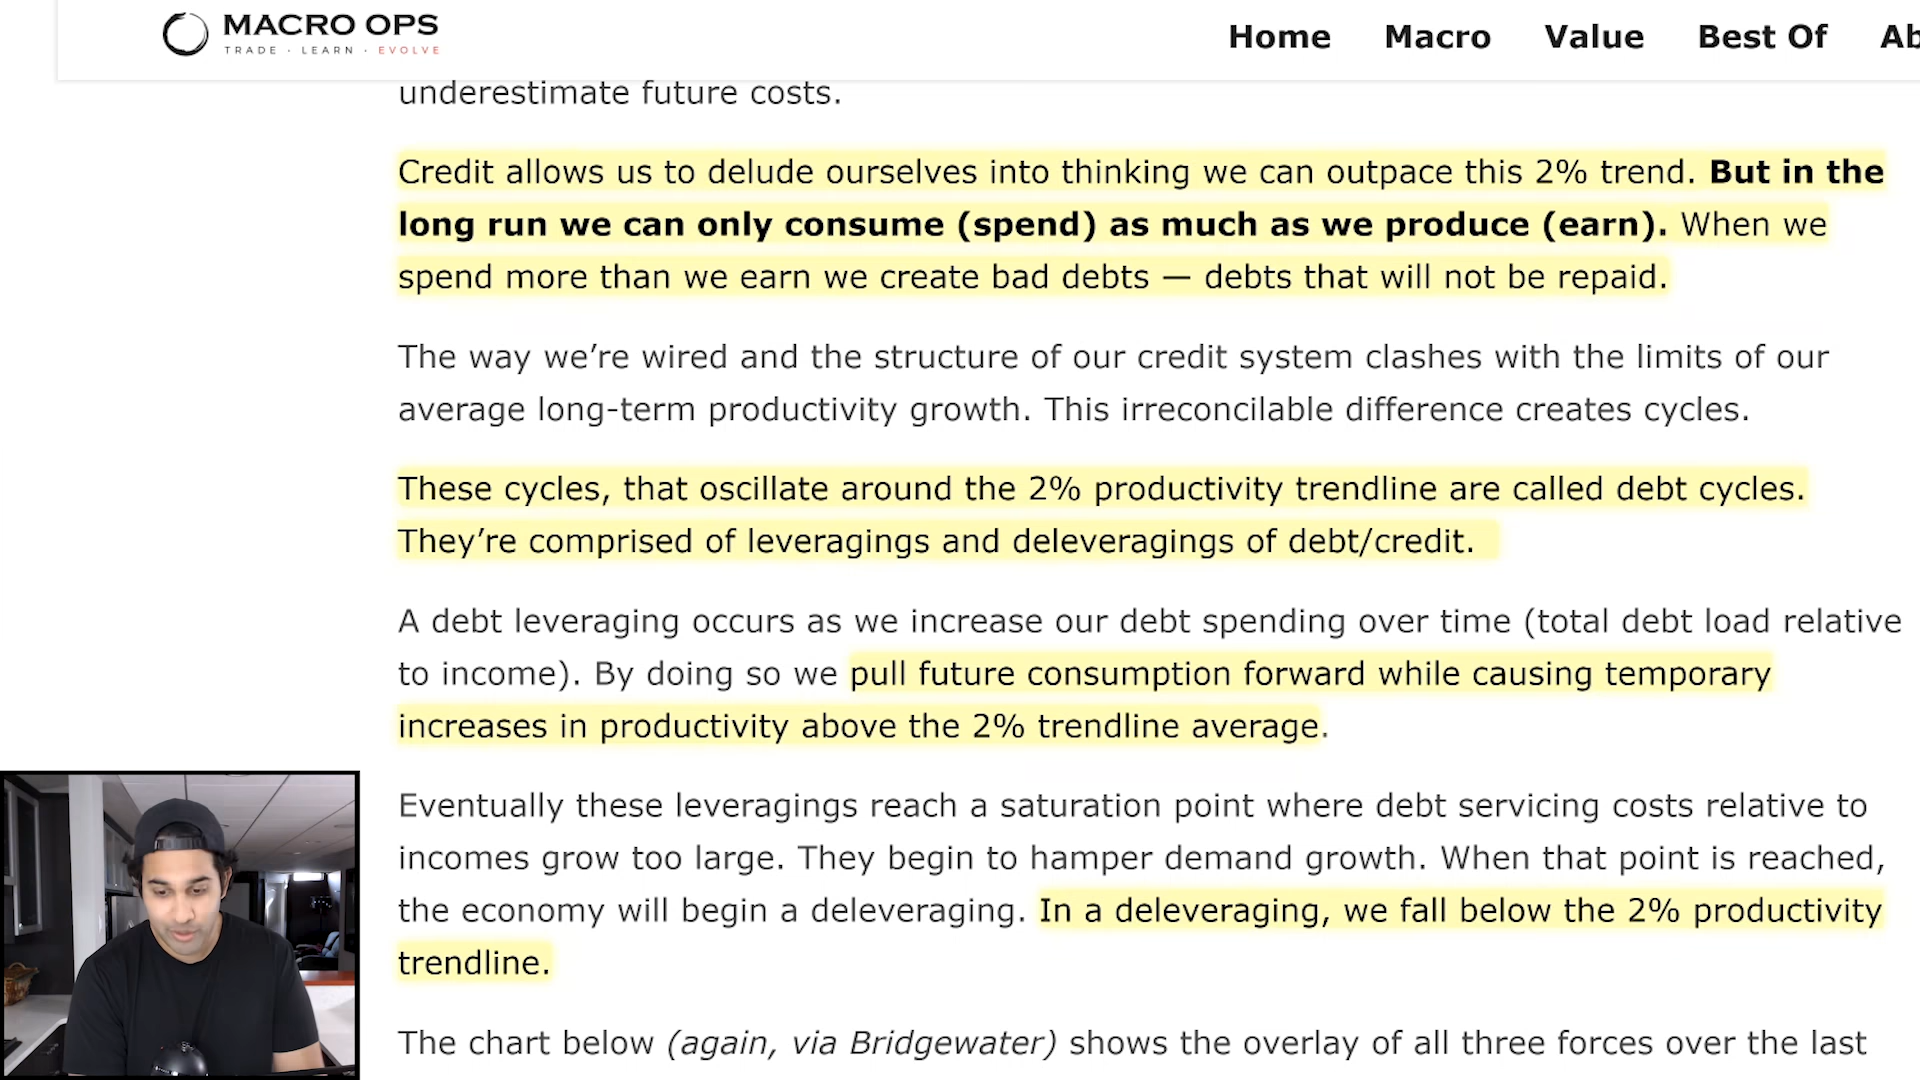 MACRO OPS
TRADE · LEARN · EVOLVE
Home Macro Value Best Of Ab
underestimate future costs.
Credit allows us to delude ourselves into thinking we can outpace this 2% trend. But in the
long run we can only consume (spend) as much as we produce (earn). When we
spend more than we earn we create bad debts — debts that will not be repaid.
The way we’re wired and the structure of our credit system clashes with the limits of our
average long-term productivity growth. This irreconcilable difference creates cycles.
These cycles, that oscillate around the 2% productivity trendline are called debt cycles.
They’re comprised of leveragings and deleveragings of debt/credit.
A debt leveraging occurs as we increase our debt spending over time (total debt load relative
to income). By doing so we pull future consumption forward while causing temporary
increases in productivity above the 2% trendline average.
Eventually these leveragings reach a saturation point where debt servicing costs relative to
incomes grow too large. They begin to hamper demand growth. When that point is reached,
the economy will begin a deleveraging. In a deleveraging, we fall below the 2% productivity
trendline.
The chart below (again, via Bridgewater) shows the overlay of all three forces over the last